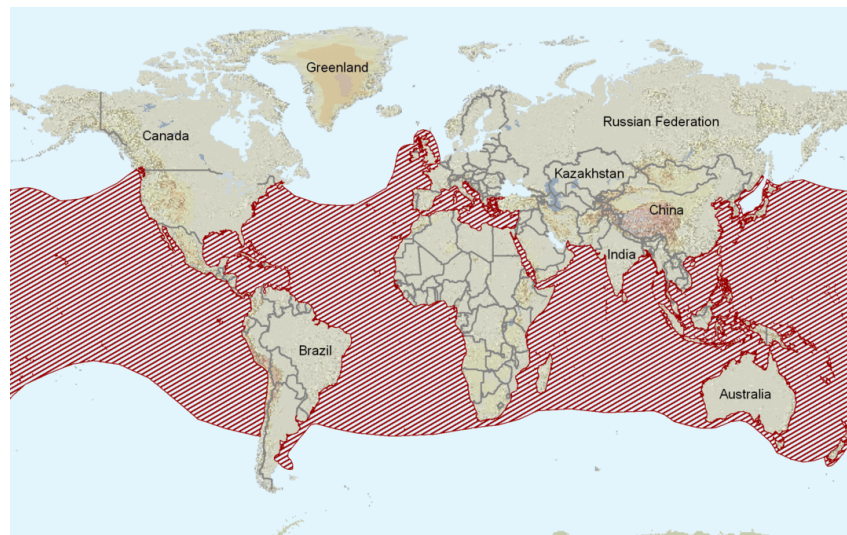 Greenland
Canada
Russian Federation
Kazakhstan
China
India
Brazil
Australia